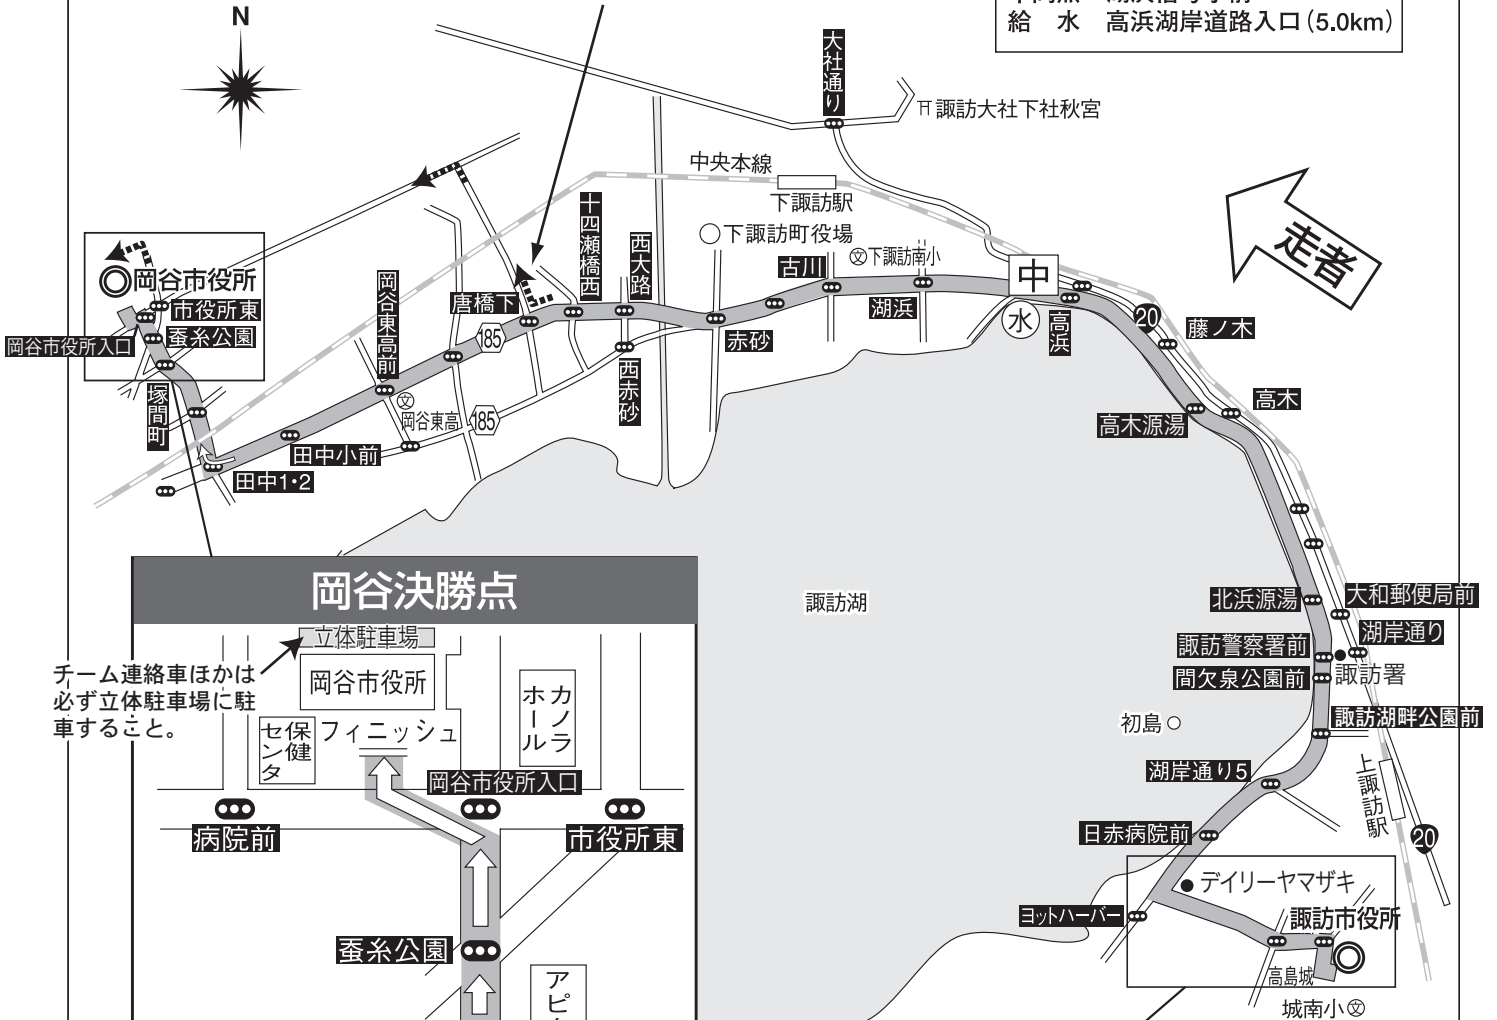 給 水 高浜湖岸道路入口(5.0km)
N
大社通り
諏訪大社下社秋宮
中央本線
下諏訪駅
走者
十四瀬橋西
西大路
下諏訪町役場
文下諏訪南小
古川
中
岡谷市役所
市役所東
蚕糸公園
岡谷市役所入口
岡谷東高前
唐橋下
185
湖浜
水
高浜
20
藤ノ木
赤砂
西赤砂
塚間町
文
岡谷東高
185
高木
高木源湯
田中小前
田中1・2
岡谷決勝点
諏訪湖
北浜源湯
大和郵便局前
湖岸通り
諏訪警察署前
諏訪署
間欠泉公園前
諏訪湖畔公園前
初島
湖岸通り5
上諏訪駅
日赤病院前
20
デイリーヤマザキ
ヨットハーバー
諏訪市役所
高島城
城南小文
立体駐車場
チーム連絡車ほかは
必ず立体駐車場に駐
車すること。
岡谷市役所
カノラ
ホール
保健
センタ
フィニッシュ
岡谷市役所入口
病院前
市役所東
蚕糸公園
アピ